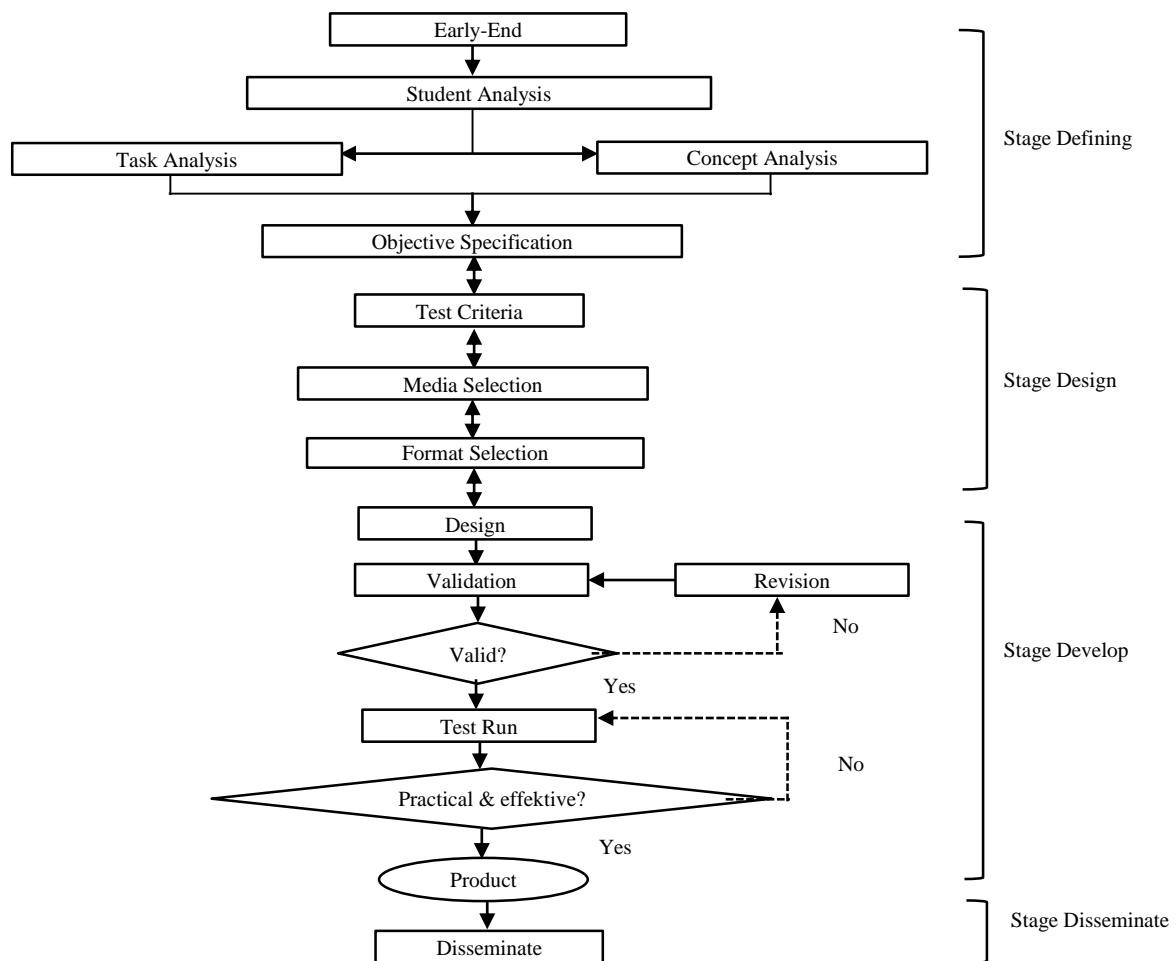 Early-End
Student Analysis
Task Analysis
Concept Analysis
Stage Defining
Objective Specification
Test Criteria
Media Selection
Stage Design
Format Selection
Design
Validation
Revision
No
Valid?
Stage Develop
Yes
Test Run
No
Practical & effektive?
Yes
Product
Stage Disseminate
Disseminate